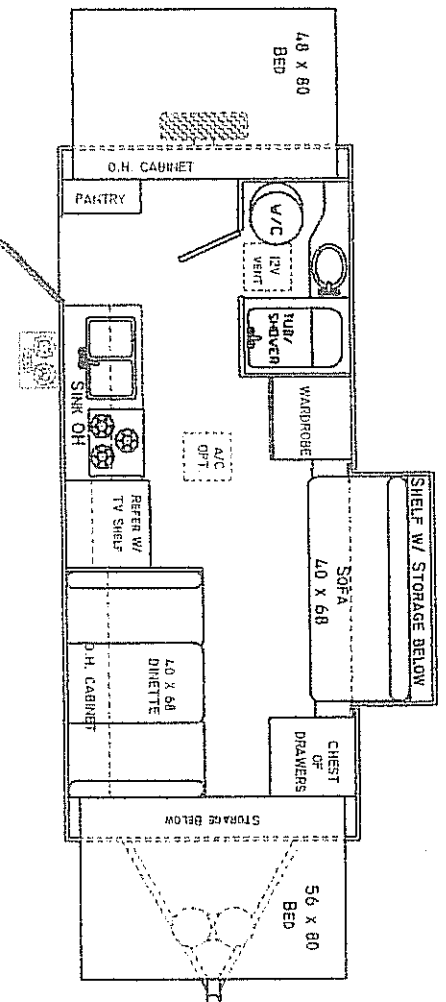 48 X 80
BED
O.H. CABINET
PANTRY
A/C
12V
VENT
TUB/
SHOWER
WARDROBE
SHELF W/ STORAGE BELOW
SOFA
40 X 68
CHEST
OF
DRAWERS
A/C
OPT.
SINK OH
REFER W/
TV SHELF
40 X 68
DINETTE
O.H. CABINET
STORAGE BELOW
56 X 80
BED